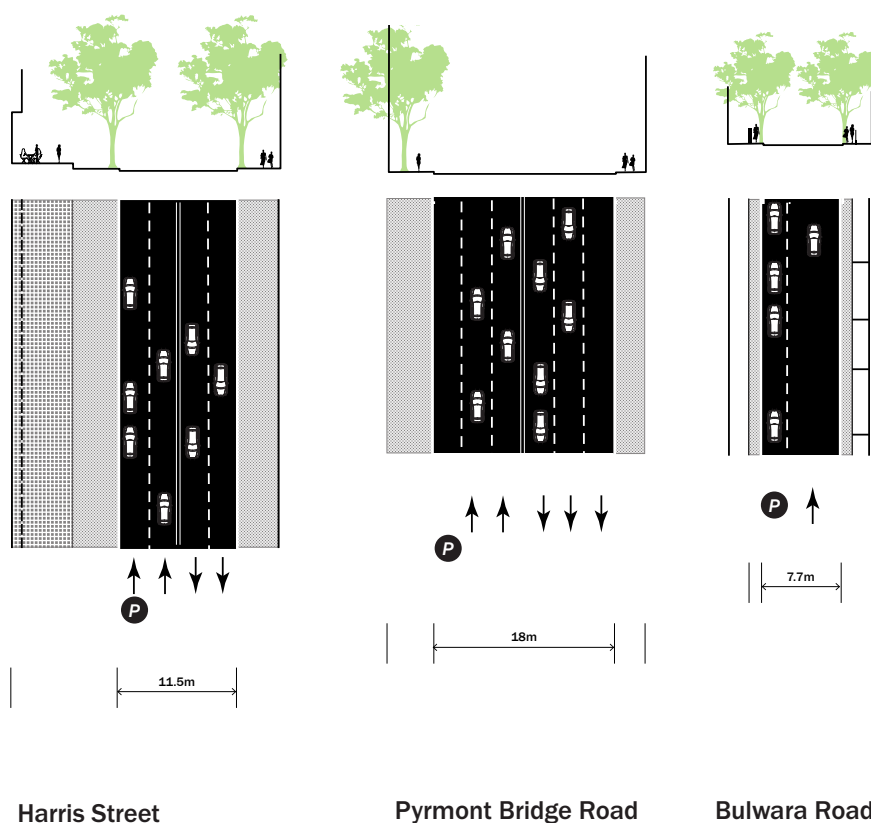 P
P
P
11.5m
18m
7.7m
Harris Street
Pyrmont Bridge Road
Bulwara Road